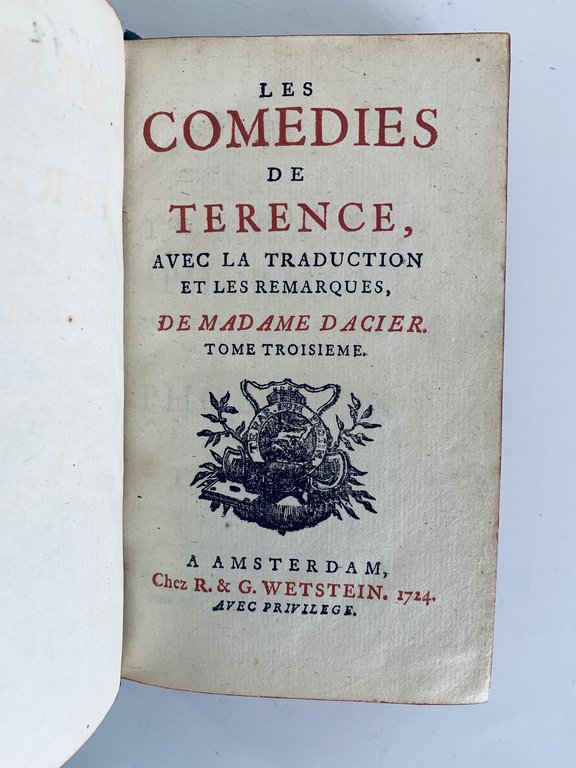 LES
COMEDIES
DE
TERENCE,
AVEC LA TRADUCTION
ET LES REMARQUES,
DE MADAME DACIER.
TOME TROISIEME.
A AMSTERDAM,
Chez R. & G. WETSTEIN. 1724.
AVEC PRIVILEGE.